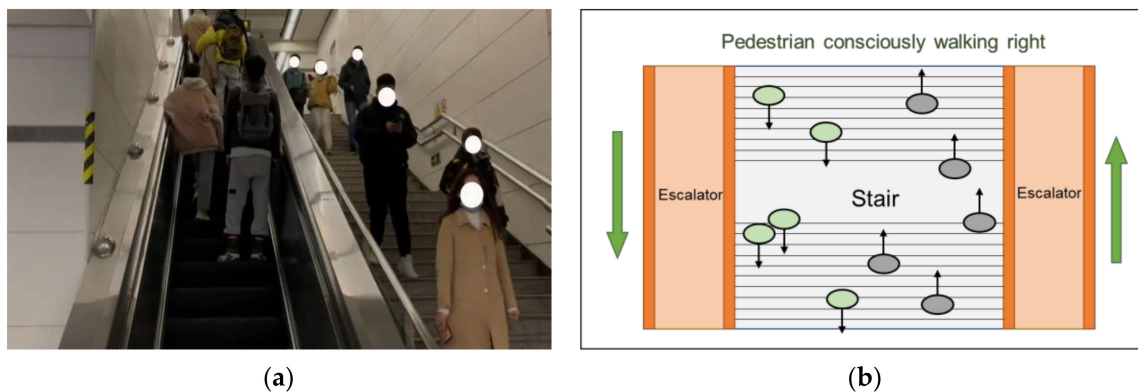 Pedestrian consciously walking right
Escalator
Stair
Escalator
(a)
(b)